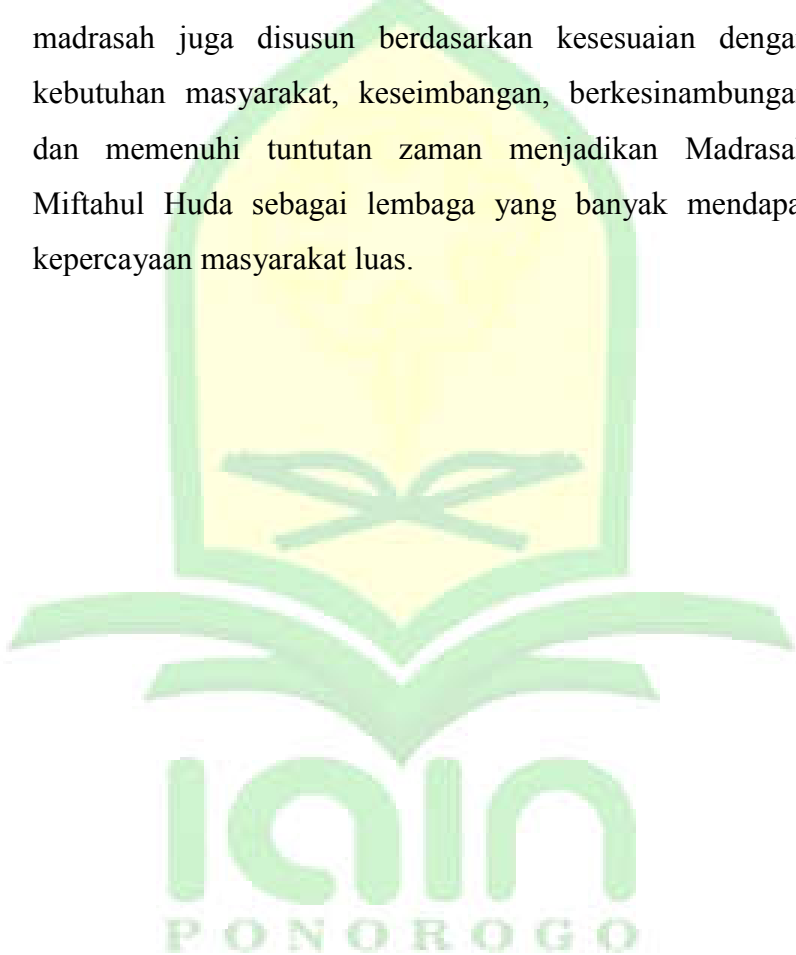 madrasah juga disusun berdasarkan kesesuaian denga
kebutuhan masyarakat, keseimbangan, berkesinambunga
dan memenuhi tuntutan zaman menjadikan Madrasa
Miftahul Huda sebagai lembaga yang banyak mendapa
kepercayaan masyarakat luas.
iain
PONOROGO